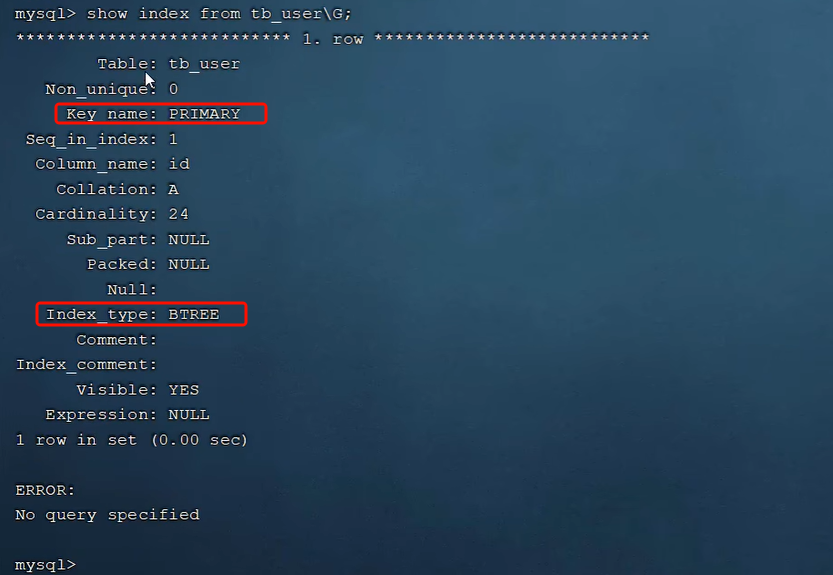 mysql> show index from tb_user\G;
*************************** 1. row ***************************
Table: tb_user
Non_unique: 0
Key_name: PRIMARY
Seq_in_index: 1
Column_name: id
Collation: A
Cardinality: 24
Sub_part: NULL
Packed: NULL
Null:
Index_type: BTREE
Comment:
Index_comment:
Visible: YES
Expression: NULL
1 row in set (0.00 sec)
ERROR:
No query specified
mysql>